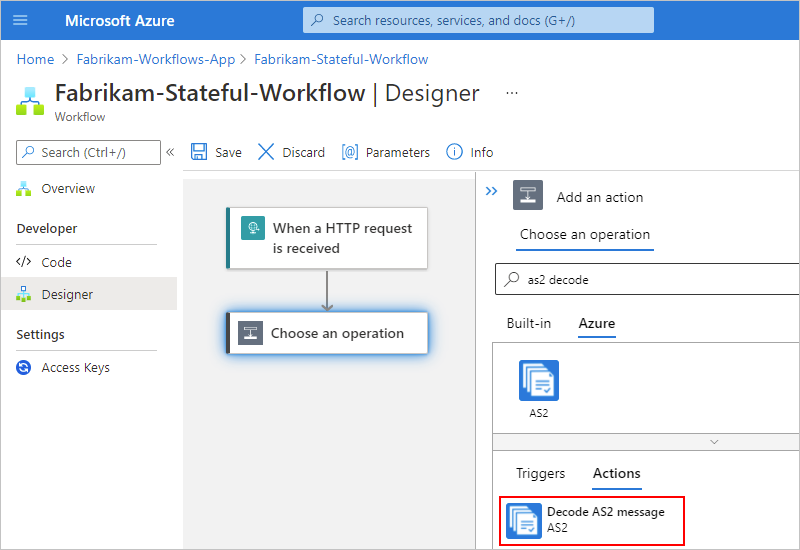 Microsoft Azure
Search resources, services, and docs (G+/)
Home > Fabrikam-Workflows-App > Fabrikam-Stateful-Workflow
Fabrikam-Stateful-Workflow | Designer ...
Workflow
Search (Ctrl+/) «
Overview
Developer
</> Code
Designer
Settings
Access Keys
Save Discard [@] Parameters Info
When a HTTP request
is received
Choose an operation
» Add an action
Choose an operation
as2 decode
Built-in Azure
AS2
Triggers Actions
Decode AS2 message
AS2